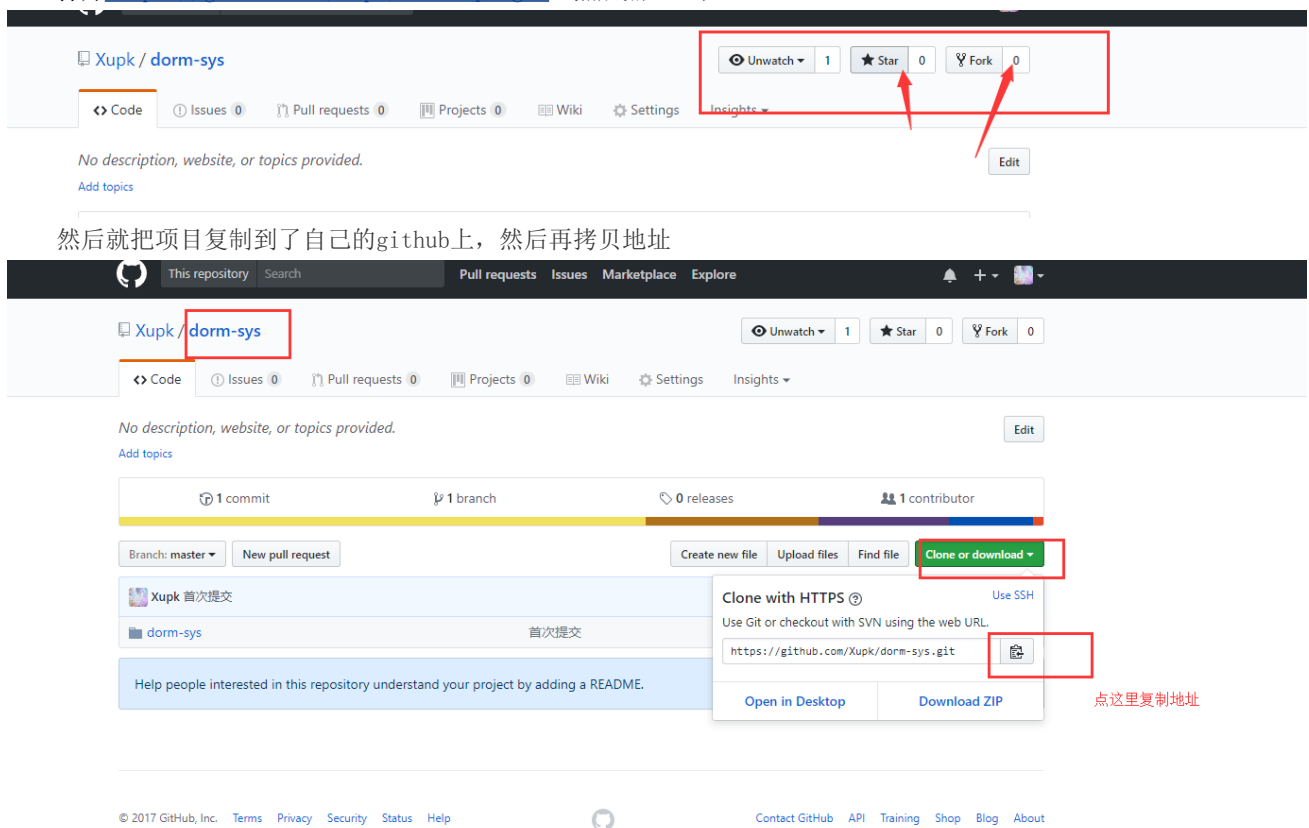 Xupk / dorm-sys
Unwatch 1 Star 0 Fork 0
Code Issues 0 Pull requests 0 Projects 0 Wiki Settings Insights
No description, website, or topics provided.
Edit
Add topics
然后就把项目复制到了自己的github上，然后再拷贝地址
This repository Search Pull requests Issues Marketplace Explore
Xupk / dorm-sys
Unwatch 1 Star 0 Fork 0
Code Issues 0 Pull requests 0 Projects 0 Wiki Settings Insights
No description, website, or topics provided.
Edit
Add topics
1 commit 1 branch 0 releases 1 contributor
Branch: master New pull request Create new file Upload files Find file Clone or download
Xupk 首次提交
dorm-sys 首次提交
Clone with HTTPS Use SSH
Use Git or checkout with SVN using the web URL.
https://github.com/Xupk/dorm-sys.git
Open in Desktop Download ZIP
点这里复制地址
Help people interested in this repository understand your project by adding a README.
© 2017 GitHub, Inc. Terms Privacy Security Status Help Contact GitHub API Training Shop Blog About